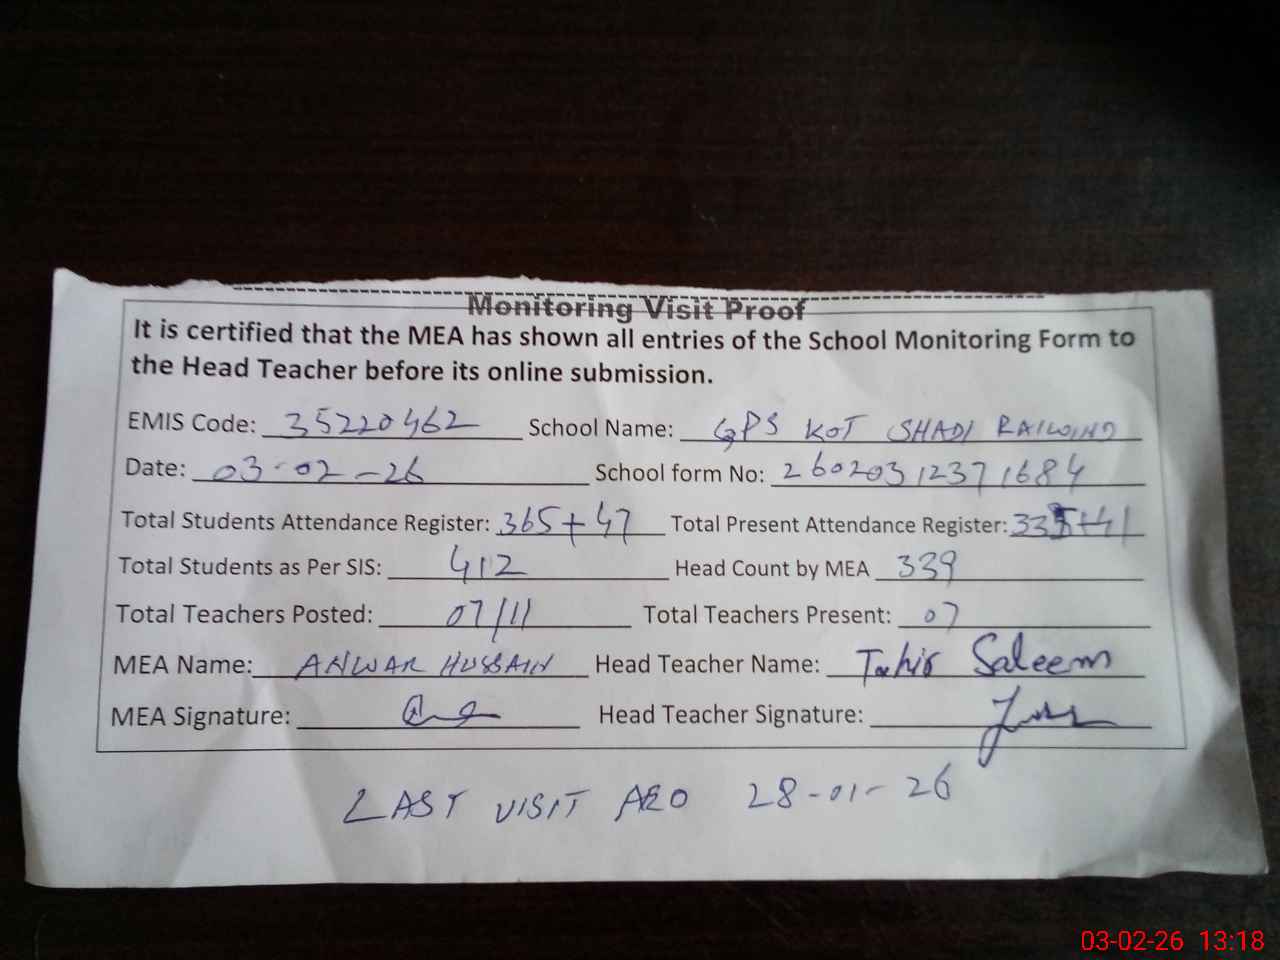 Monitoring Visit Proof
It is certified that the MEA has shown all entries of the School Monitoring Form to
the Head Teacher before its online submission.
EMIS Code: 35220462 School Name: GPS KOT SHADI RAIWIND
Date: 03-02-26 School form No: 2602031237 1684
Total Students Attendance Register: 365+47 Total Present Attendance Register: 335+41
Total Students as Per SIS: 412 Head Count by MEA 339
Total Teachers Posted: 07/11 Total Teachers Present: 07
MEA Name: ANWAR HUSSAIN Head Teacher Name: Tahir Saleem
MEA Signature: Head Teacher Signature:
LAST VISIT AEO 28-01-26
03-02-26 13:18